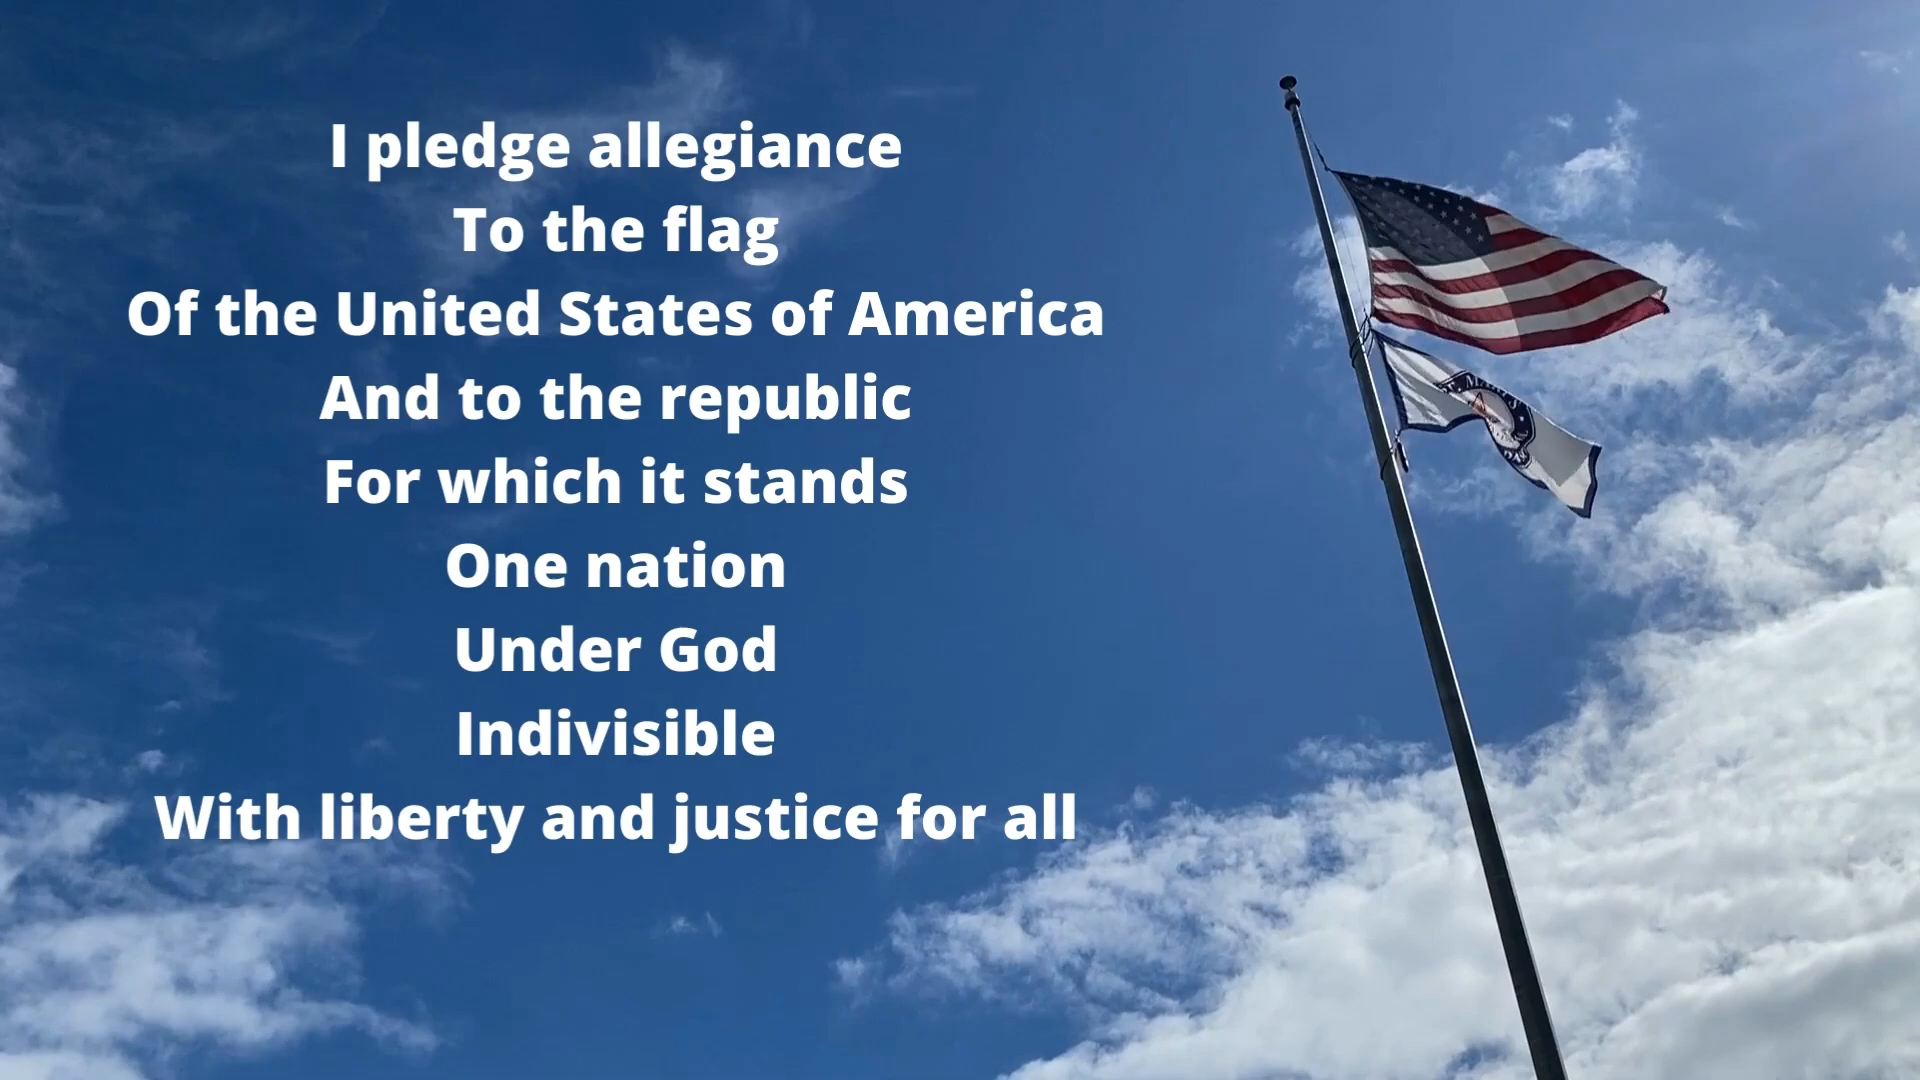 I pledge allegiance
To the flag
Of the United States of America
And to the republic
For which it stands
One nation
Under God
Indivisible
With liberty and justice for all